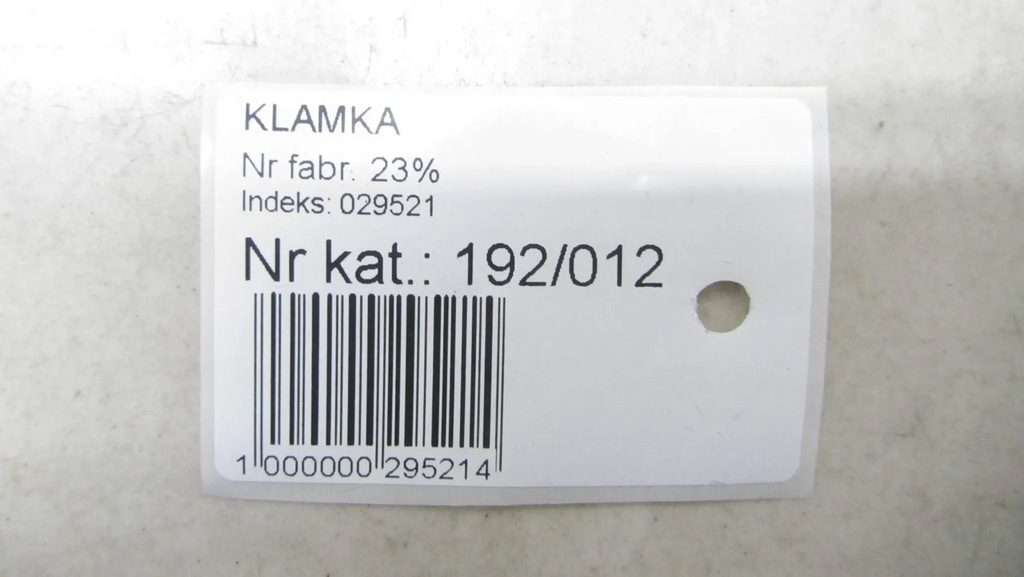 KLAMKA
Nr fabr. 23%
Indeks: 029521
Nr kat.: 192/012
1 000000 295214